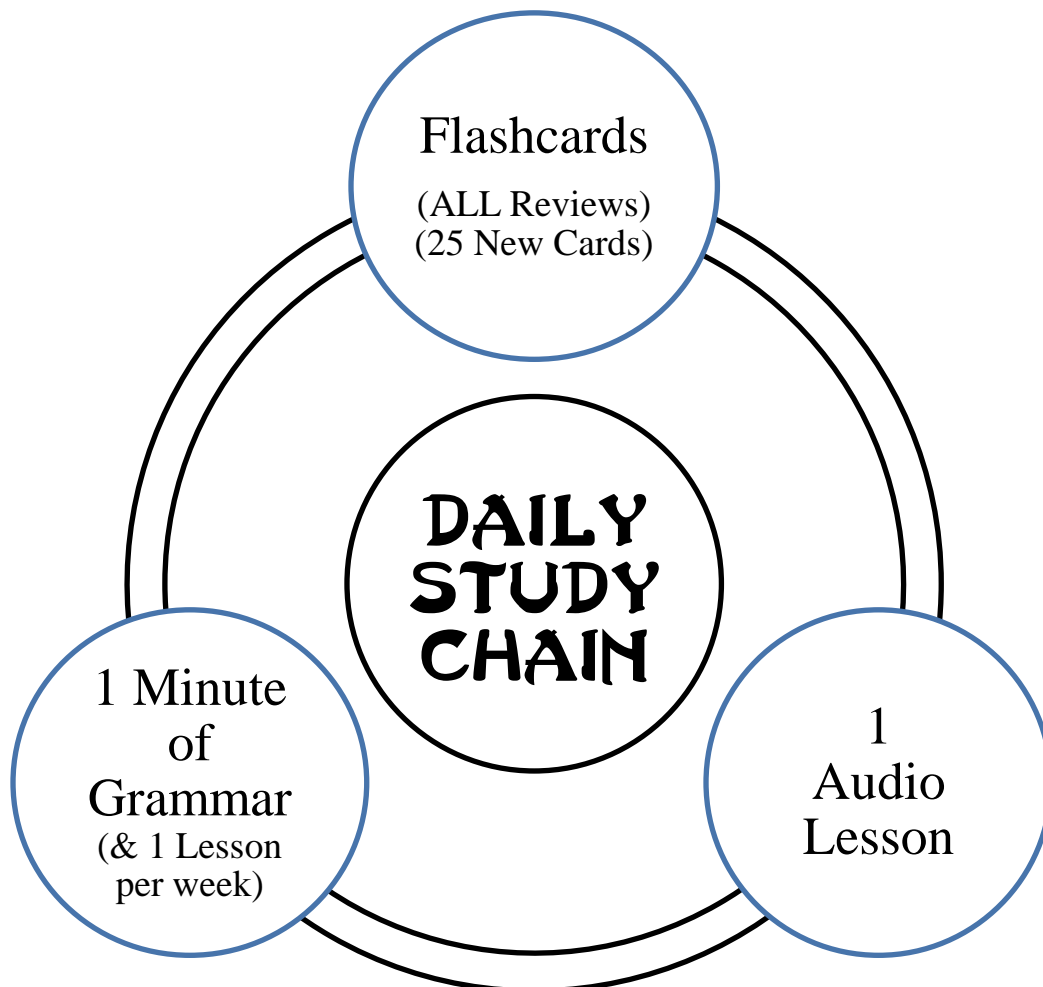 Flashcards
(ALL Reviews)
(25 New Cards)
DAILY
STUDY
CHAIN
1 Minute
of
Grammar
(& 1 Lesson
per week)
1
Audio
Lesson